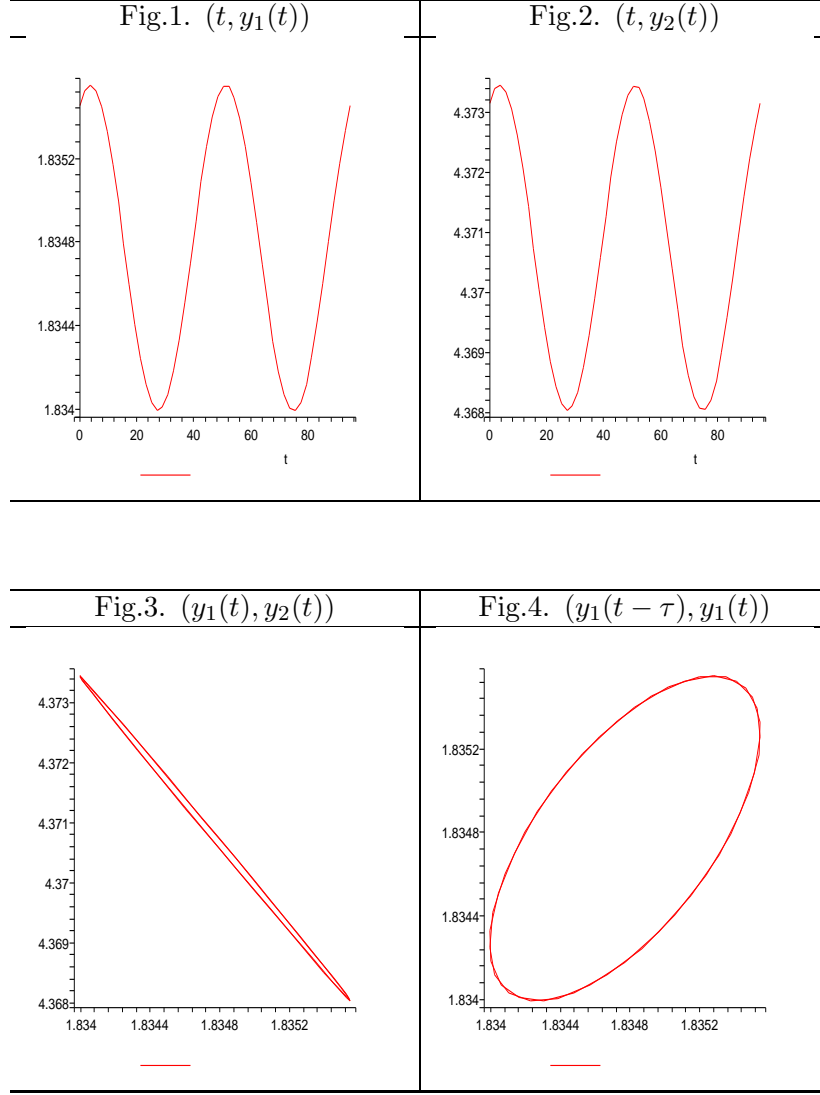 Fig.1. (t, y₁(t))
Fig.2. (t, y₂(t))
1.8352
1.8348
1.8344
1.834
0 20 40 60 80
t
4.373
4.372
4.371
4.37
4.369
4.368
0 20 40 60 80
t
Fig.3. (y₁(t), y₂(t))
Fig.4. (y₁(t − τ), y₁(t))
4.373
4.372
4.371
4.37
4.369
4.368
1.834 1.8344 1.8348 1.8352
1.8352
1.8348
1.8344
1.834
1.834 1.8344 1.8348 1.8352